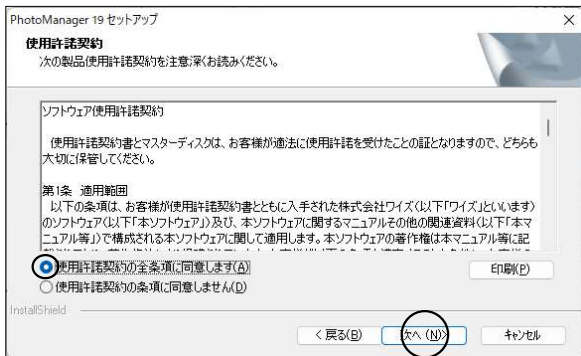 PhotoManager 19 セットアップ
使用許諾契約
次の製品使用許諾契約を注意深くお読みください。
ソフトウェア使用許諾契約
使用許諾契約書とマスターディスクは、お客様が適法に使用許諾を受けたことの証となりますので、どちらも
大切に保管してください。
第1条 適用範囲
以下の条項は、お客様が使用許諾契約書とともに入手された株式会社ワイズ(以下「ワイズ」といいます)
のソフトウェア(以下「本ソフトウェア」)及び、本ソフトウェアに関するマニュアルその他の関連資料(以下「本マ
ニュアル等」)で構成される本ソフトウェアに関して適用します。本ソフトウェアの著作権は本マニュアル等に記
使用許諾契約の全条項に同意します(A)
印刷(P)
使用許諾契約の条項に同意しません(D)
InstallShield
< 戻る(B)
次へ (N)>
キャンセル